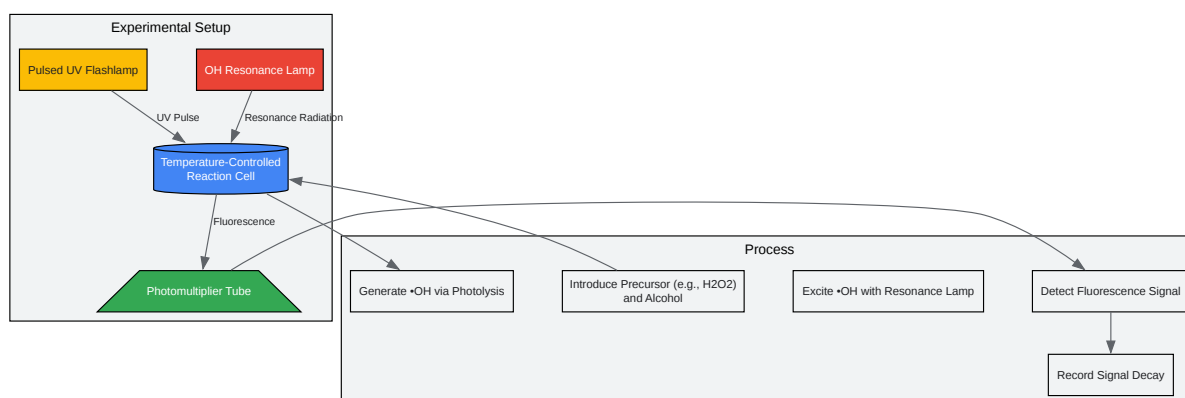 Experimental Setup
Pulsed UV Flashlamp
OH Resonance Lamp
UV Pulse
Resonance Radiation
Temperature-Controlled
Reaction Cell
Fluorescence
Photomultiplier Tube
Process
Generate •OH via Photolysis
Introduce Precursor (e.g., H2O2)
and Alcohol
Excite •OH with Resonance Lamp
Detect Fluorescence Signal
Record Signal Decay